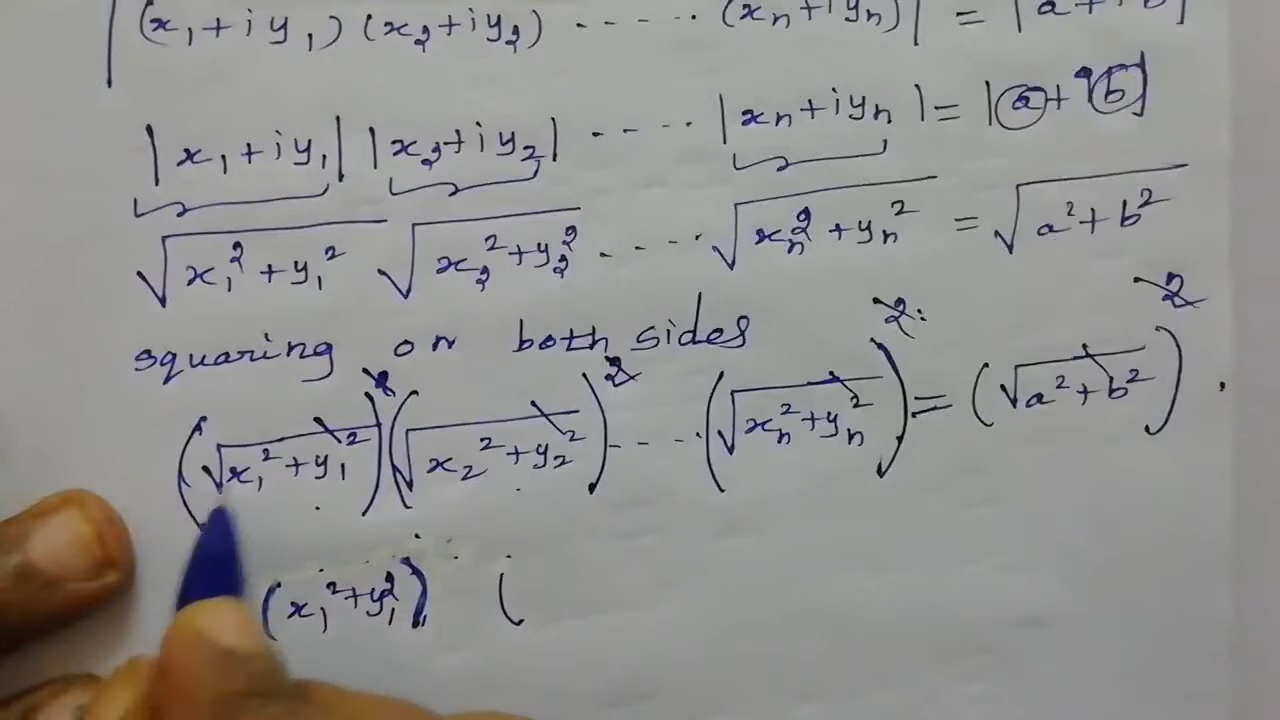 |(x₁+iy₁)(x₂+iy₂) ----- (xₙ+iyₙ)| = |a+ib|
|x₁+iy₁| |x₂+iy₂| ----- |xₙ+iyₙ| = |a+ib|
√(x₁²+y₁²) √(x₂²+y₂²) ----- √(xₙ²+yₙ²) = √(a²+b²)
squaring on both sides
(√(x₁²+y₁²))² (√(x₂²+y₂²))² ----- (√(xₙ²+yₙ²))² = (√(a²+b²))².
(x₁²+y₁²) (